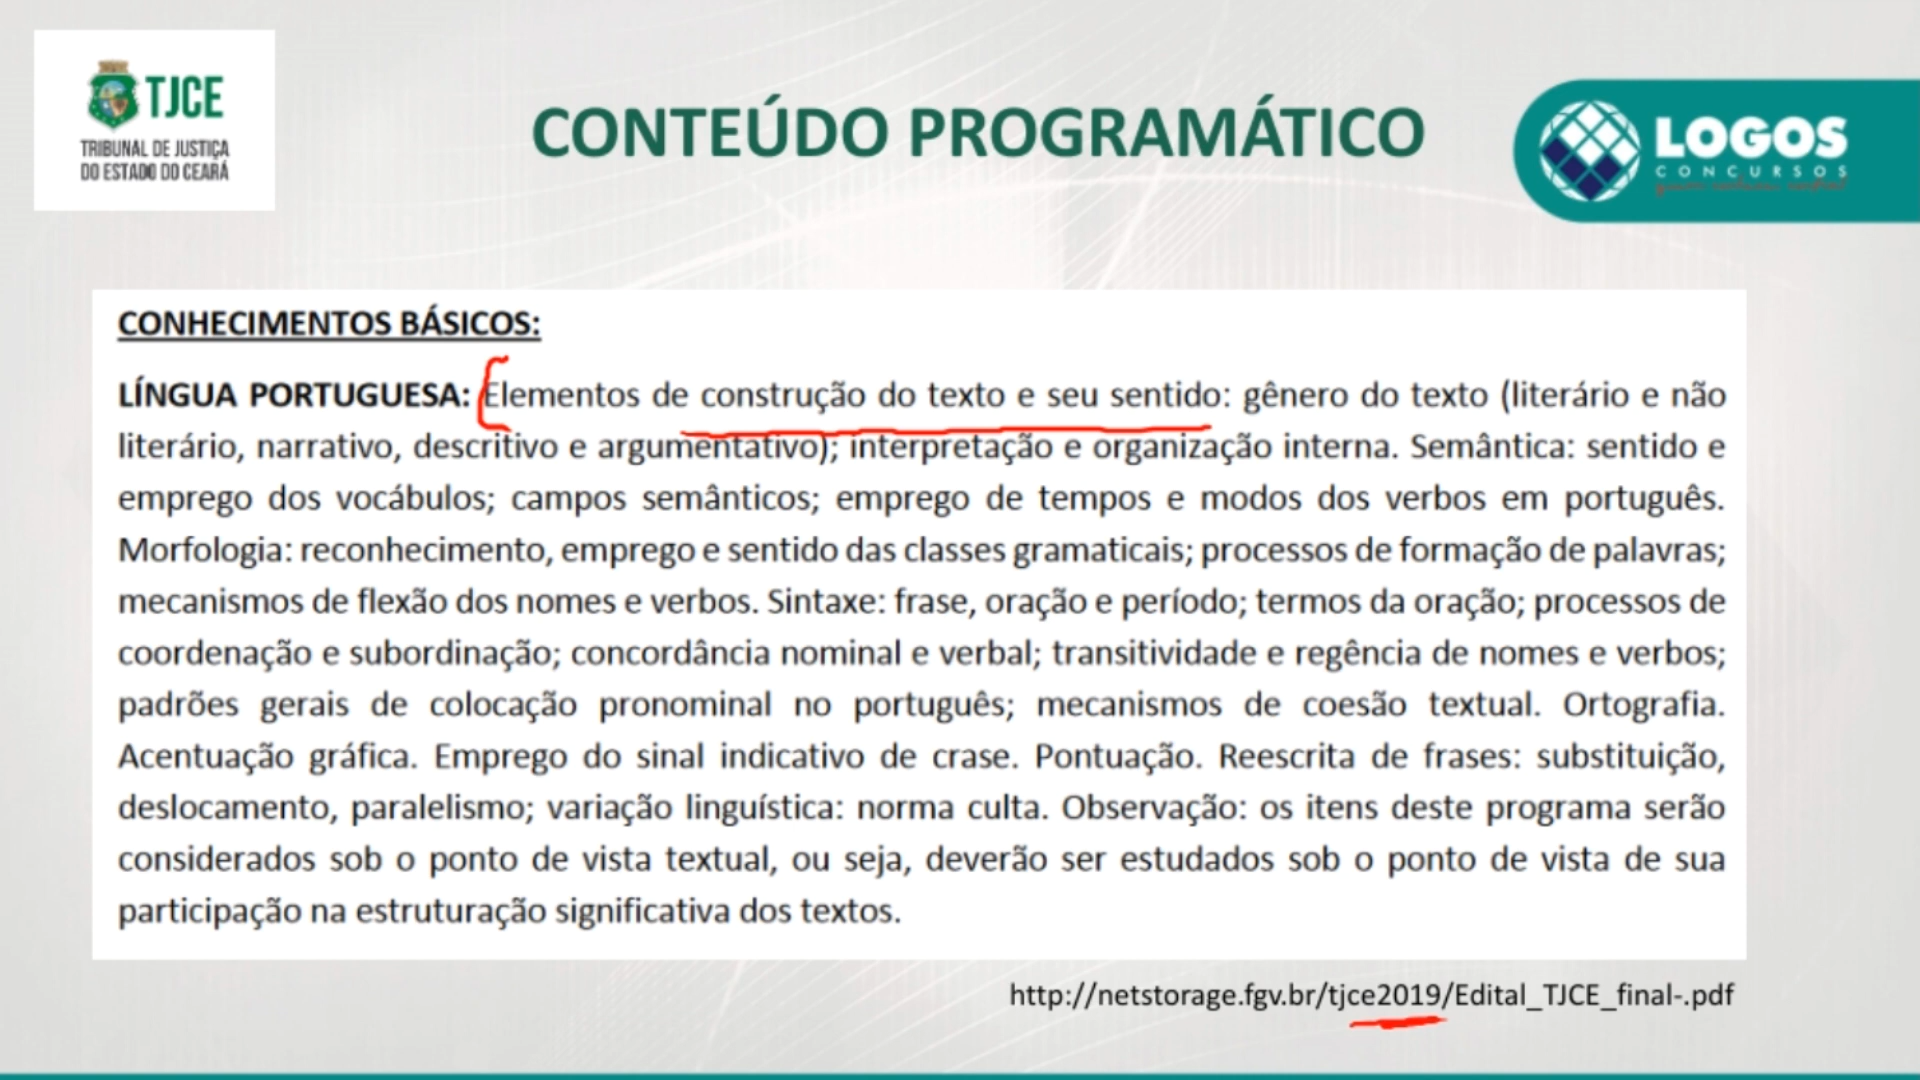 TJCE
TRIBUNAL DE JUSTIÇA
DO ESTADO DO CEARÁ
CONTEÚDO PROGRAMÁTICO
LOGOS
CONCURSOS
CONHECIMENTOS BÁSICOS:
LÍNGUA PORTUGUESA: Elementos de construção do texto e seu sentido: gênero do texto (literário e não
literário, narrativo, descritivo e argumentativo); interpretação e organização interna. Semântica: sentido e
emprego dos vocábulos; campos semânticos; emprego de tempos e modos dos verbos em português.
Morfologia: reconhecimento, emprego e sentido das classes gramaticais; processos de formação de palavras;
mecanismos de flexão dos nomes e verbos. Sintaxe: frase, oração e período; termos da oração; processos de
coordenação e subordinação; concordância nominal e verbal; transitividade e regência de nomes e verbos;
padrões gerais de colocação pronominal no português; mecanismos de coesão textual. Ortografia.
Acentuação gráfica. Emprego do sinal indicativo de crase. Pontuação. Reescrita de frases: substituição,
deslocamento, paralelismo; variação linguística: norma culta. Observação: os itens deste programa serão
considerados sob o ponto de vista textual, ou seja, deverão ser estudados sob o ponto de vista de sua
participação na estruturação significativa dos textos.
http://netstorage.fgv.br/tjce2019/Edital_TJCE_final-.pdf